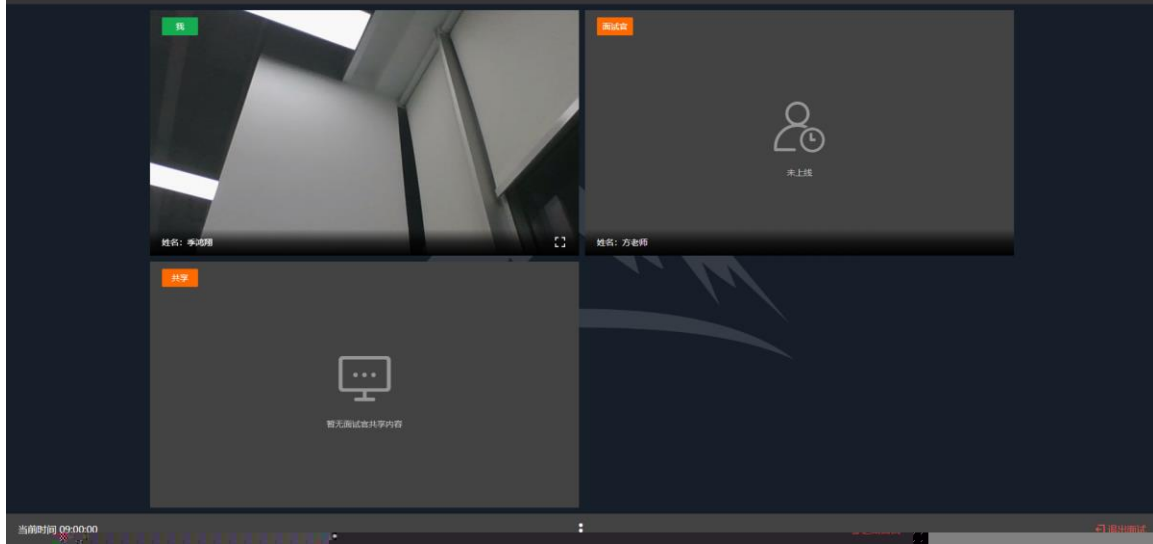 我
面试官
未上线
姓名：季鸿翔
姓名：方老师
共享
暂无面试官共享内容
当前时间 09:00:00
退出面试